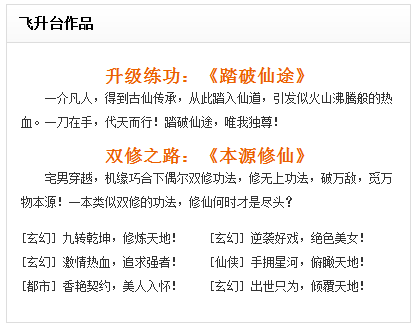 飞升台作品
升级练功：《踏破仙途》
一介凡人，得到古仙传承，从此踏入仙道，引发似火山沸腾般的热
血。一刀在手，代天而行！踏破仙途，唯我独尊！
双修之路：《本源修仙》
宅男穿越，机缘巧合下偶尔双修功法，修无上功法，破万敌，觅万
物本源！一本类似双修的功法，修仙何时才是尽头？
[玄幻] 九转乾坤，修炼天地！ [玄幻] 逆袭好戏，绝色美女！
[玄幻] 激情热血，追求强者！ [仙侠] 手拥星河，俯瞰天地！
[都市] 香艳契约，美人入怀！ [玄幻] 出世只为，倾覆天地！